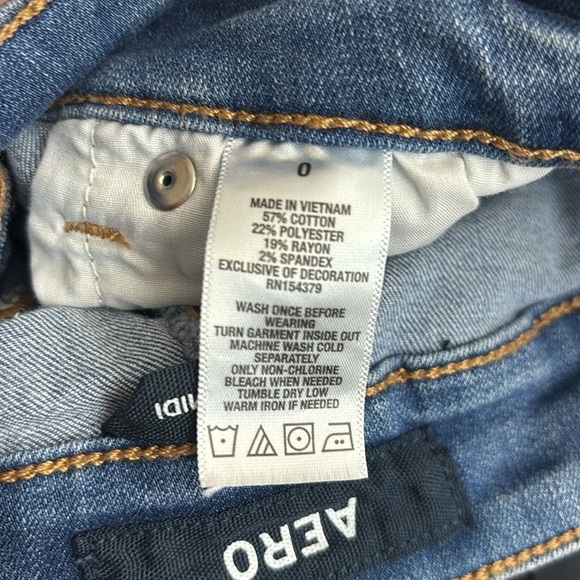 0
MADE IN VIETNAM
57% COTTON
22% POLYESTER
19% RAYON
2% SPANDEX
EXCLUSIVE OF DECORATION
RN154379
WASH ONCE BEFORE
WEARING
TURN GARMENT INSIDE OUT
MACHINE WASH COLD
SEPARATELY
ONLY NON-CHLORINE
BLEACH WHEN NEEDED
TUMBLE DRY LOW
WARM IRON IF NEEDED
AERO